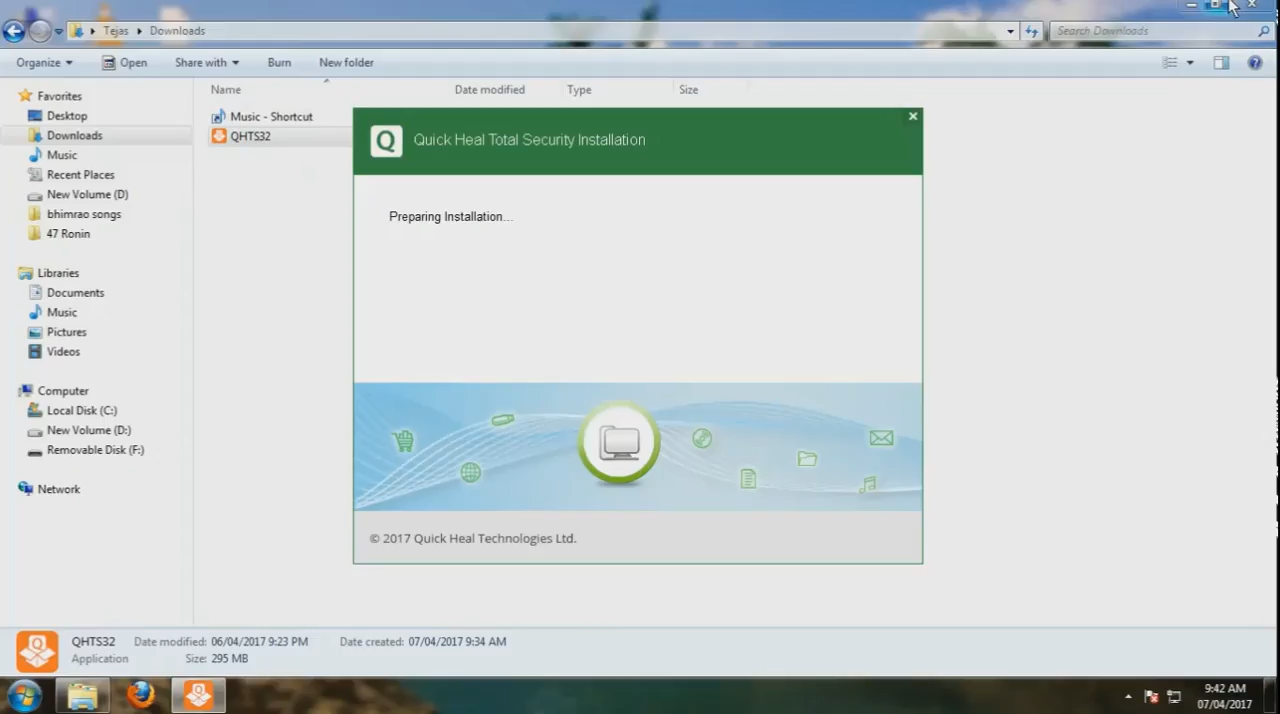 Tejas
Downloads
Search Downloads
Organize
Open
Share with
Burn
New folder
Name
Date modified
Type
Size
Favorites
Desktop
Downloads
Music
Recent Places
New Volume (D)
bhimrao songs
47 Ronin
Libraries
Documents
Music
Pictures
Videos
Computer
Local Disk (C:)
New Volume (D:)
Removable Disk (F:)
Network
Music - Shortcut
QHTS32
Q
Quick Heal Total Security Installation
Preparing Installation...
© 2017 Quick Heal Technologies Ltd.
QHTS32
Date modified: 06/04/2017 9:23 PM
Date created: 07/04/2017 9:34 AM
Application
Size: 295 MB
9:42 AM
07/04/2017